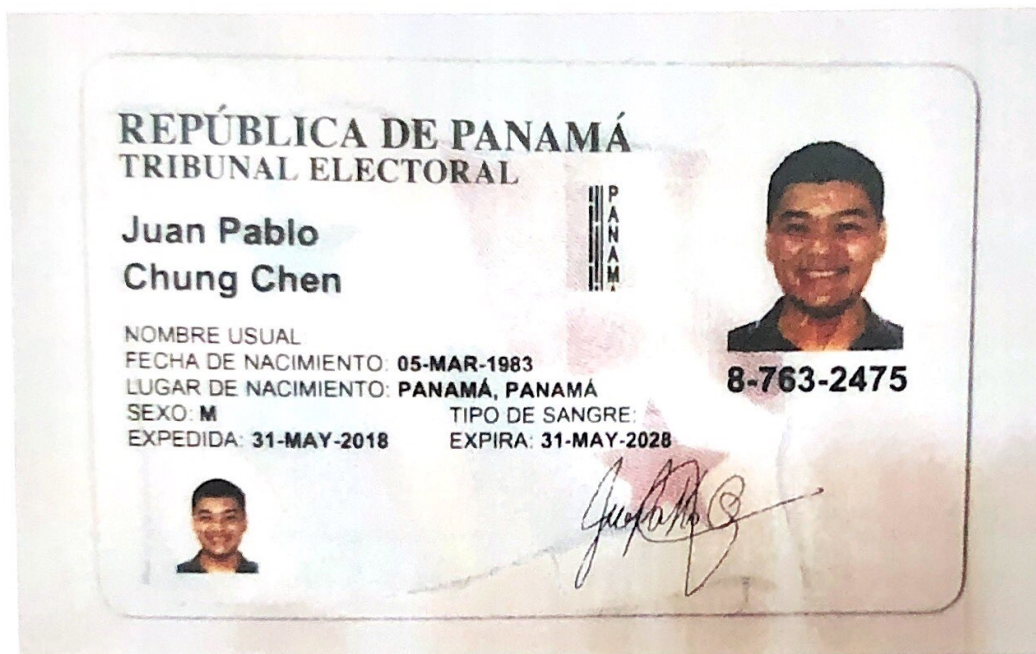 REPÚBLICA DE PANAMÁ
TRIBUNAL ELECTORAL
PANAMÁ
Juan Pablo
Chung Chen
NOMBRE USUAL
FECHA DE NACIMIENTO: 05-MAR-1983
LUGAR DE NACIMIENTO: PANAMÁ, PANAMÁ
SEXO: M TIPO DE SANGRE:
EXPEDIDA: 31-MAY-2018 EXPIRA: 31-MAY-2028
8-763-2475